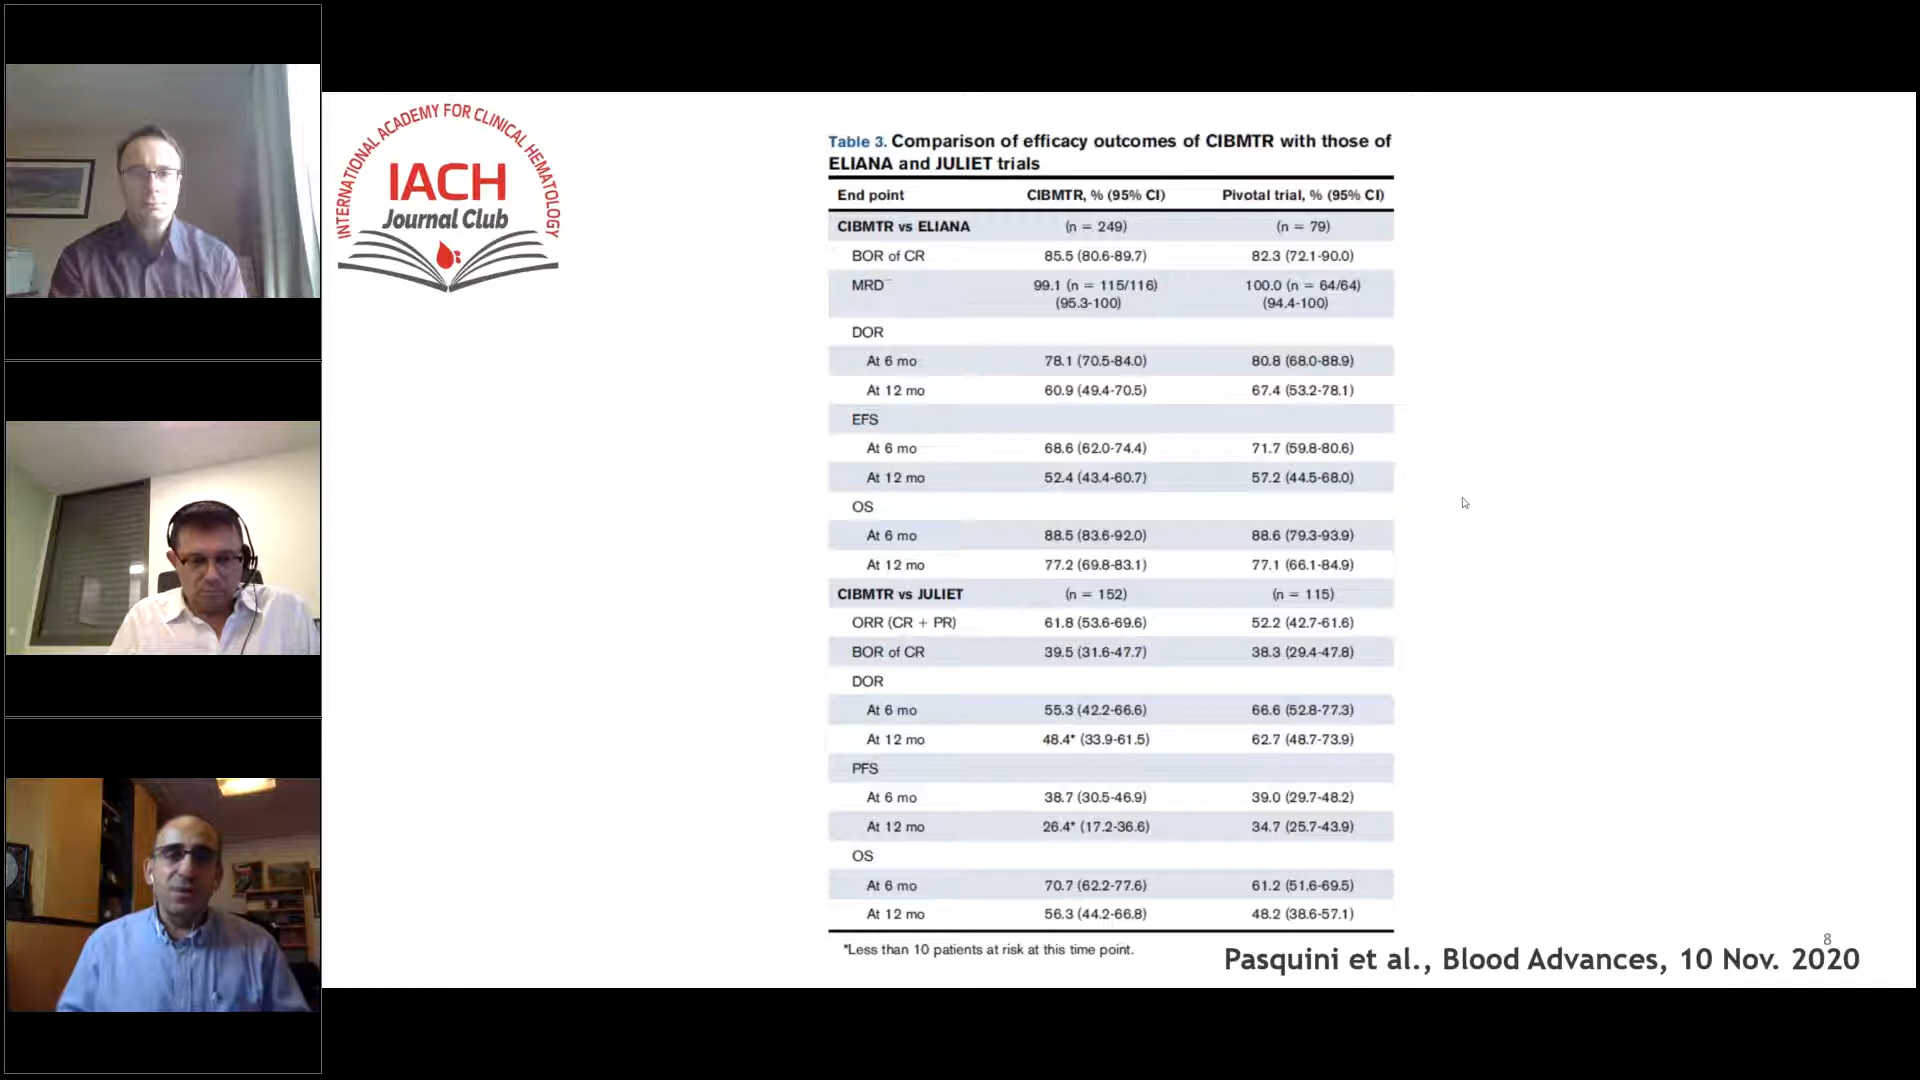 INTERNATIONAL ACADEMY FOR CLINICAL HEMATOLOGY
IACH
Journal Club
Table 3. Comparison of efficacy outcomes of CIBMTR with those of
ELIANA and JULIET trials
End point CIBMTR, % (95% CI) Pivotal trial, % (95% CI)
CIBMTR vs ELIANA (n = 249) (n = 79)
BOR of CR 85.5 (80.6-89.7) 82.3 (72.1-90.0)
MRD⁻ 99.1 (n = 115/116) 100.0 (n = 64/64)
(95.3-100) (94.4-100)
DOR
At 6 mo 78.1 (70.5-84.0) 80.8 (68.0-88.9)
At 12 mo 60.9 (49.4-70.5) 67.4 (53.2-78.1)
EFS
At 6 mo 68.6 (62.0-74.4) 71.7 (59.8-80.6)
At 12 mo 52.4 (43.4-60.7) 57.2 (44.5-68.0)
OS
At 6 mo 88.5 (83.6-92.0) 88.6 (79.3-93.9)
At 12 mo 77.2 (69.8-83.1) 77.1 (66.1-84.9)
CIBMTR vs JULIET (n = 152) (n = 115)
ORR (CR + PR) 61.8 (53.6-69.6) 52.2 (42.7-61.6)
BOR of CR 39.5 (31.6-47.7) 38.3 (29.4-47.8)
DOR
At 6 mo 55.3 (42.2-66.6) 66.6 (52.8-77.3)
At 12 mo 48.4* (33.9-61.5) 62.7 (48.7-73.9)
PFS
At 6 mo 38.7 (30.5-46.9) 39.0 (29.7-48.2)
At 12 mo 26.4* (17.2-36.6) 34.7 (25.7-43.9)
OS
At 6 mo 70.7 (62.2-77.6) 61.2 (51.6-69.5)
At 12 mo 56.3 (44.2-66.8) 48.2 (38.6-57.1)
*Less than 10 patients at risk at this time point.
8
Pasquini et al., Blood Advances, 10 Nov. 2020